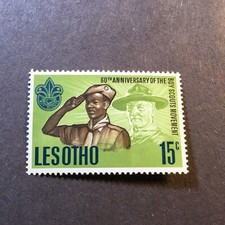 60TH ANNIVERSARY OF THE
BOY SCOUTS MOVEMENT
LESOTHO
15c